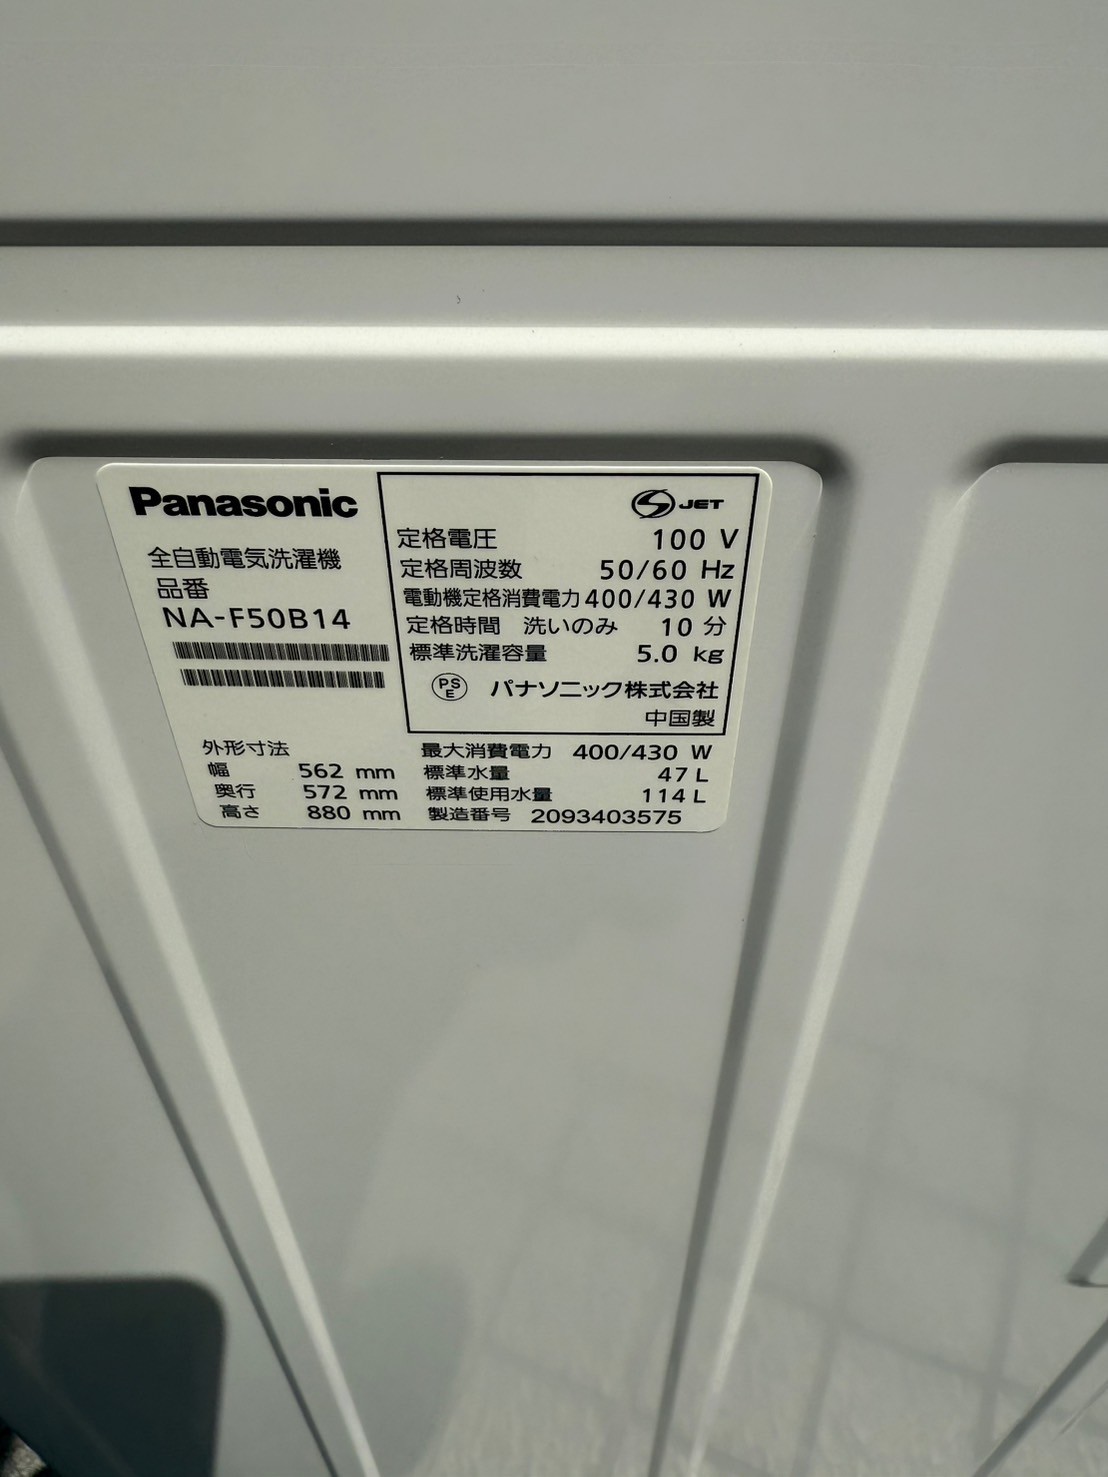 Panasonic
全自動電気洗濯機
品番
NA-F50B14
S JET
定格電圧 100 V
定格周波数 50/60 Hz
電動機定格消費電力 400/430 W
定格時間 洗いのみ 10 分
標準洗濯容量 5.0 kg
PSE パナソニック株式会社
中国製
外形寸法
幅 562 mm
奥行 572 mm
高さ 880 mm
最大消費電力 400/430 W
標準水量 47 L
標準使用水量 114 L
製造番号 2093403575